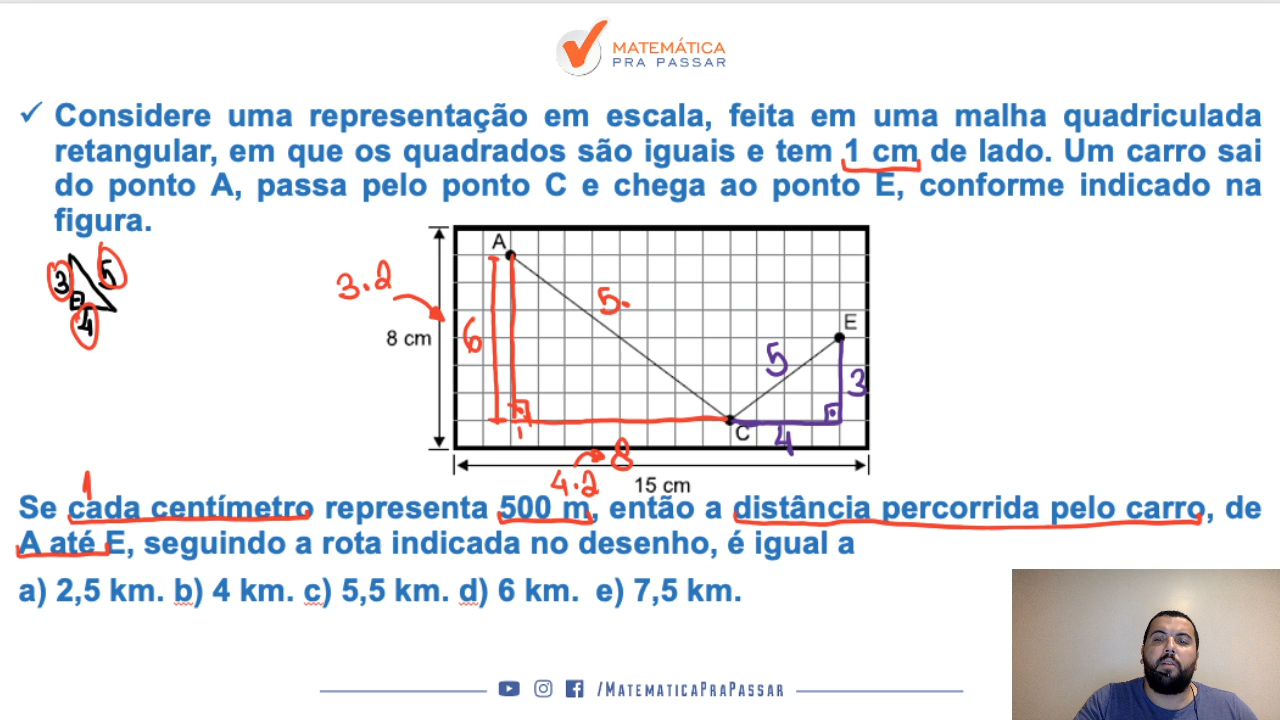 MATEMÁTICA
PRA PASSAR
✓ Considere uma representação em escala, feita em uma malha quadriculada
retangular, em que os quadrados são iguais e tem 1 cm de lado. Um carro sai
do ponto A, passa pelo ponto C e chega ao ponto E, conforme indicado na
figura.
A
3 5
4
3.2
5.
E
8 cm
6
5
3
C
4
8
4.2
15 cm
1
Se cada centímetro representa 500 m, então a distância percorrida pelo carro, de
A até E, seguindo a rota indicada no desenho, é igual a
a) 2,5 km. b) 4 km. c) 5,5 km. d) 6 km. e) 7,5 km.
/MATEMATICAPRAPASSAR